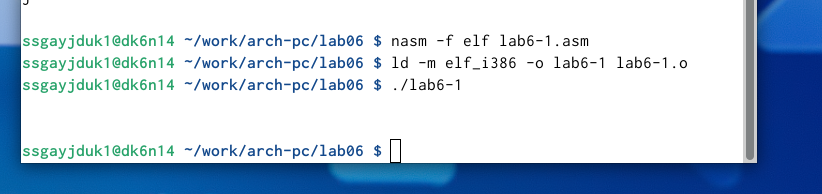 j
ssgayjduk1@dk6n14 ~/work/arch-pc/lab06 $ nasm -f elf lab6-1.asm
ssgayjduk1@dk6n14 ~/work/arch-pc/lab06 $ ld -m elf_i386 -o lab6-1 lab6-1.o
ssgayjduk1@dk6n14 ~/work/arch-pc/lab06 $ ./lab6-1
ssgayjduk1@dk6n14 ~/work/arch-pc/lab06 $